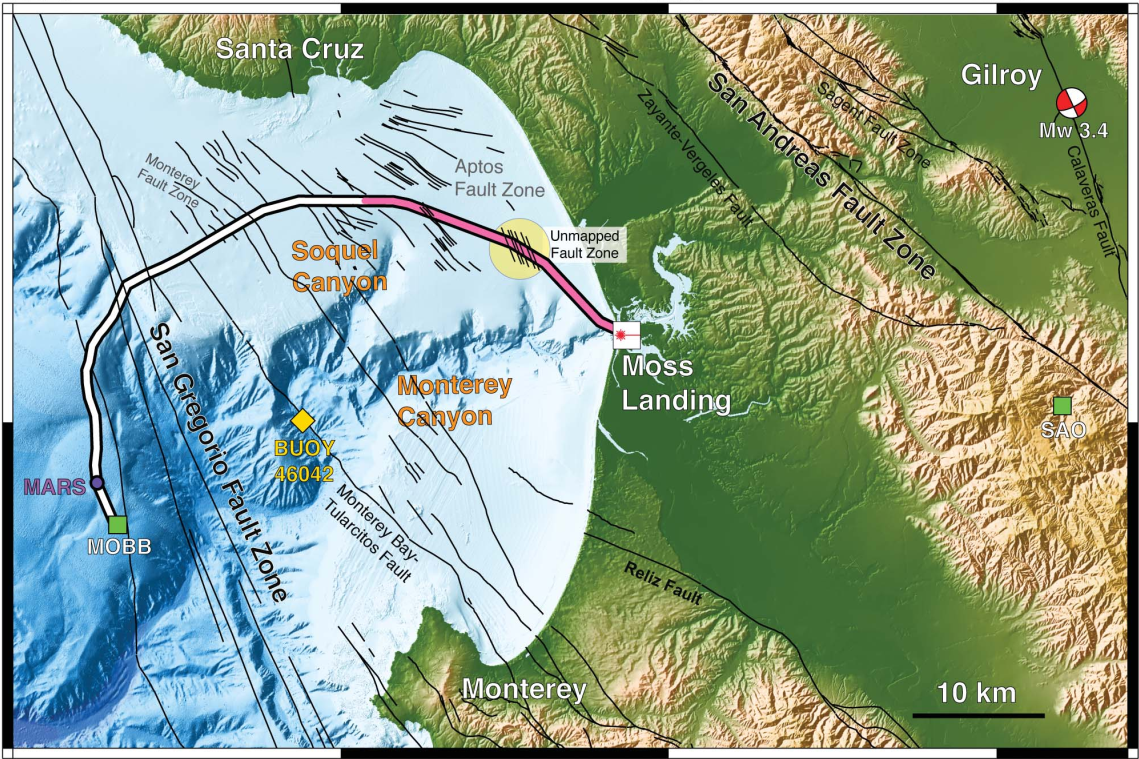 Santa Cruz
Gilroy
Mw 3.4
San Andreas Fault Zone
Sagent Fault Zone
Zayante-Vergeles Fault
Calaveras Fault
Monterey
Fault Zone
Aptos
Fault Zone
Unmapped
Fault Zone
Soquel
Canyon
San Gregorio Fault Zone
Monterey
Canyon
Moss
Landing
SAO
BUOY
46042
MARS
MOBB
Monterey Bay-
Tularcitos Fault
Reliz Fault
Monterey
10 km